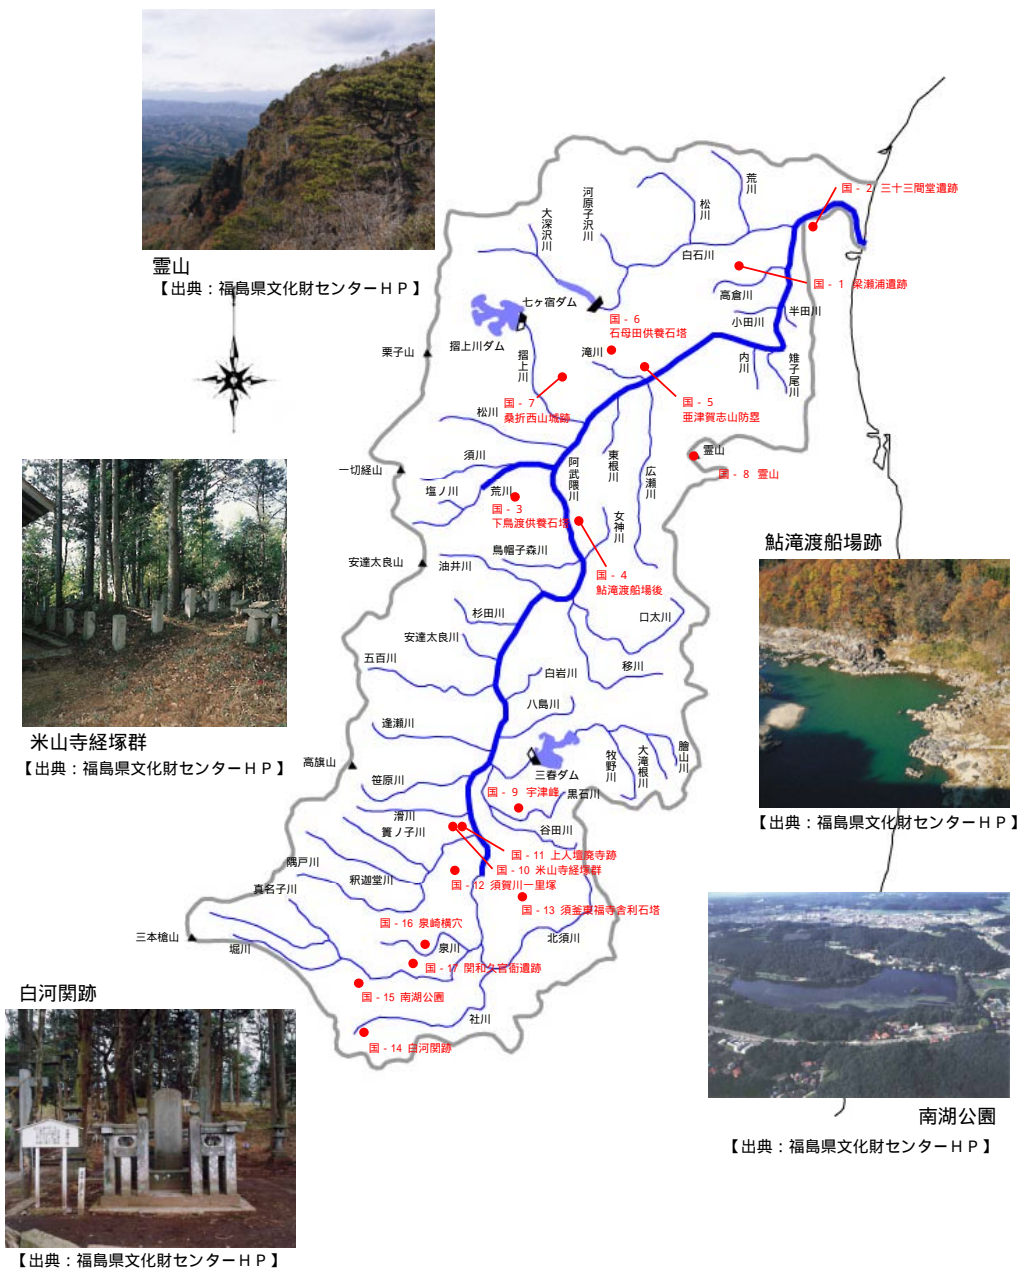 霊山
【出典：福島県文化財センターＨＰ】
荒川
松川
河原子沢川
大深沢川
白石川
国－２ 三十三間堂遺跡
国－１ 梁瀬浦遺跡
高倉川
小田川
半田川
七ヶ宿ダム
国－６
石母田供養石塔
摺上川ダム
栗子山
摺上川
滝川
内川
雉子尾川
国－７
桑折西山城跡
国－５
亜津賀志山防塁
松川
霊山
国－８ 霊山
須川
一切経山
塩ノ川
荒川
阿武隈川
東根川
広瀬川
国－３
下鳥渡供養石塔
女神川
烏帽子森川
安達太良山
油井川
国－４
鮎滝渡船場後
鮎滝渡船場跡
【出典：福島県文化財センターＨＰ】
杉田川
口太川
安達太良川
五百川
白岩川
移川
八島川
逢瀬川
米山寺経塚群
【出典：福島県文化財センターＨＰ】
高旗山
三春ダム
牧野川
大滝根川
膾山川
笹原川
国－９ 宇津峰
黒石川
滑川
簀ノ子川
谷田川
国－１１ 上人壇廃寺跡
国－１０ 米山寺経塚群
国－１２ 須賀川一里塚
隈戸川
釈迦堂川
真名子川
国－１３ 須釜東福寺舎利石塔
国－１６ 泉崎横穴
三本槍山
堀川
泉川
北須川
国－１７ 関和久官衙遺跡
国－１５ 南湖公園
社川
国－１４ 白河関跡
白河関跡
【出典：福島県文化財センターＨＰ】
南湖公園
【出典：福島県文化財センターＨＰ】